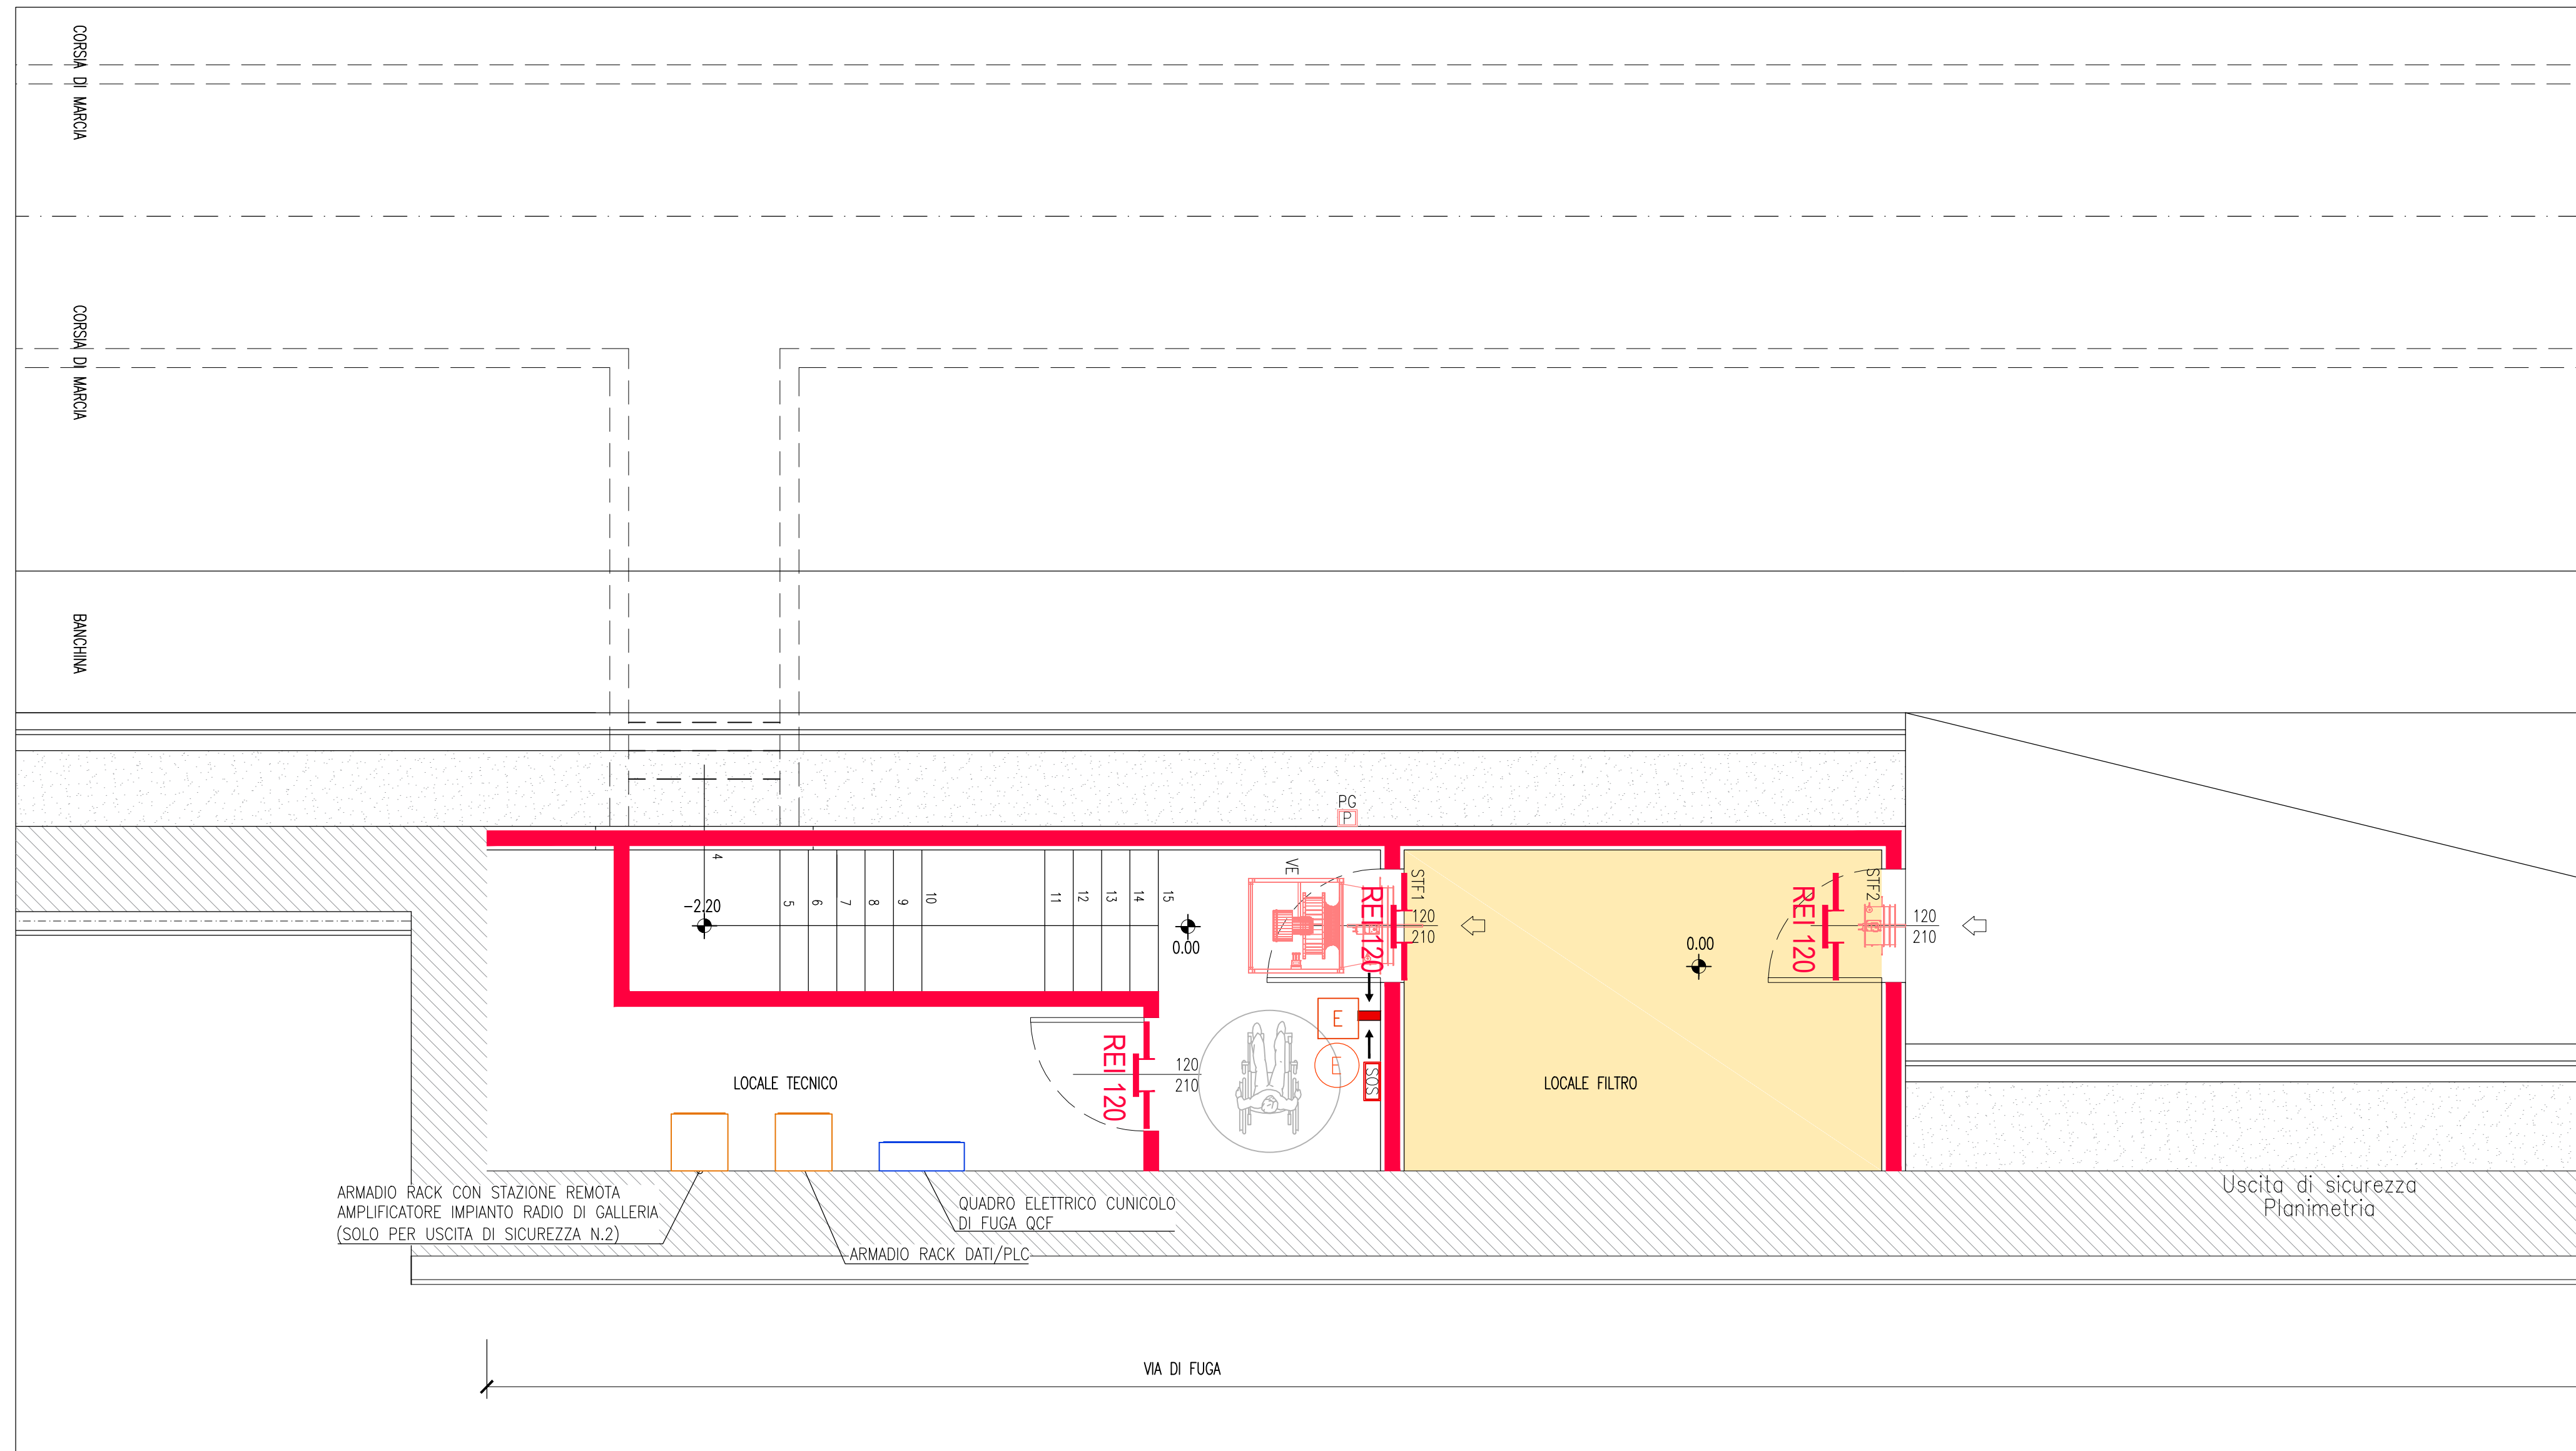 CORSIA DI MARCIA
CORSIA DI MARCIA
BANCHINA
PG
P
VE
STF1
STF2
4
5
6
7
8
9
10
11
12
13
14
15
-2.20
0.00
REI 120
120
210
0.00
REI 120
120
210
E
E
SOS
REI 120
120
210
LOCALE TECNICO
LOCALE FILTRO
ARMADIO RACK CON STAZIONE REMOTA
AMPLIFICATORE IMPIANTO RADIO DI GALLERIA
(SOLO PER USCITA DI SICUREZZA N.2)
ARMADIO RACK DATI/PLC
QUADRO ELETTRICO CUNICOLO
DI FUGA QCF
Uscita di sicurezza
Planimetria
VIA DI FUGA